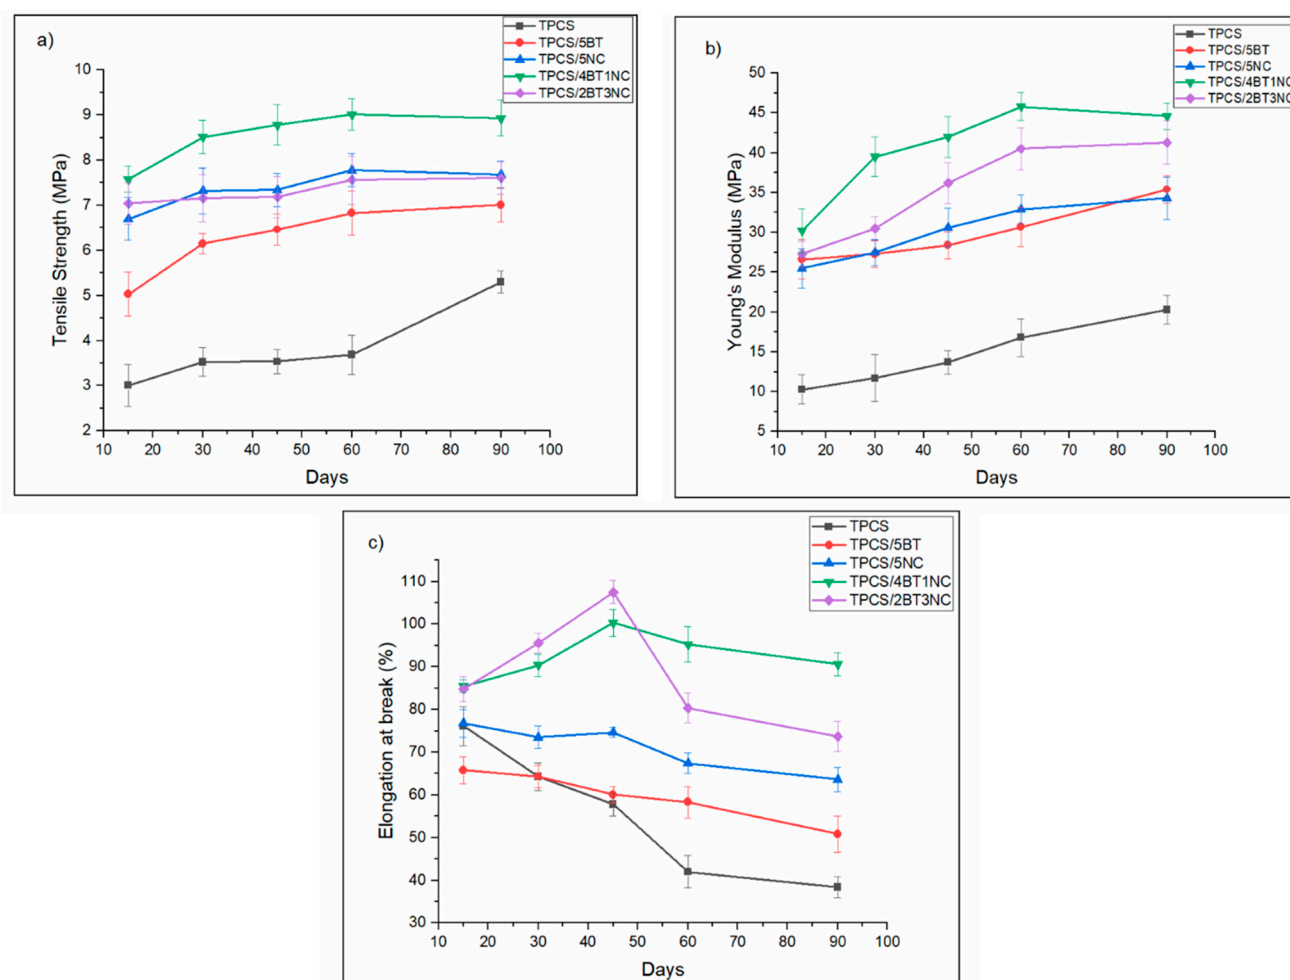 a)
TPCS
TPCS/5BT
TPCS/5NC
TPCS/4BT1NC
TPCS/2BT3NC
10
9
8
7
6
5
4
3
2
Tensile Strength (MPa)
10 20 30 40 50 60 70 80 90 100
Days
b)
TPCS
TPCS/5BT
TPCS/5NC
TPCS/4BT1NC
TPCS/2BT3NC
50
45
40
35
30
25
20
15
10
5
Young's Modulus (MPa)
10 20 30 40 50 60 70 80 90 100
Days
c)
TPCS
TPCS/5BT
TPCS/5NC
TPCS/4BT1NC
TPCS/2BT3NC
110
100
90
80
70
60
50
40
30
Elongation at break (%)
10 20 30 40 50 60 70 80 90 100
Days